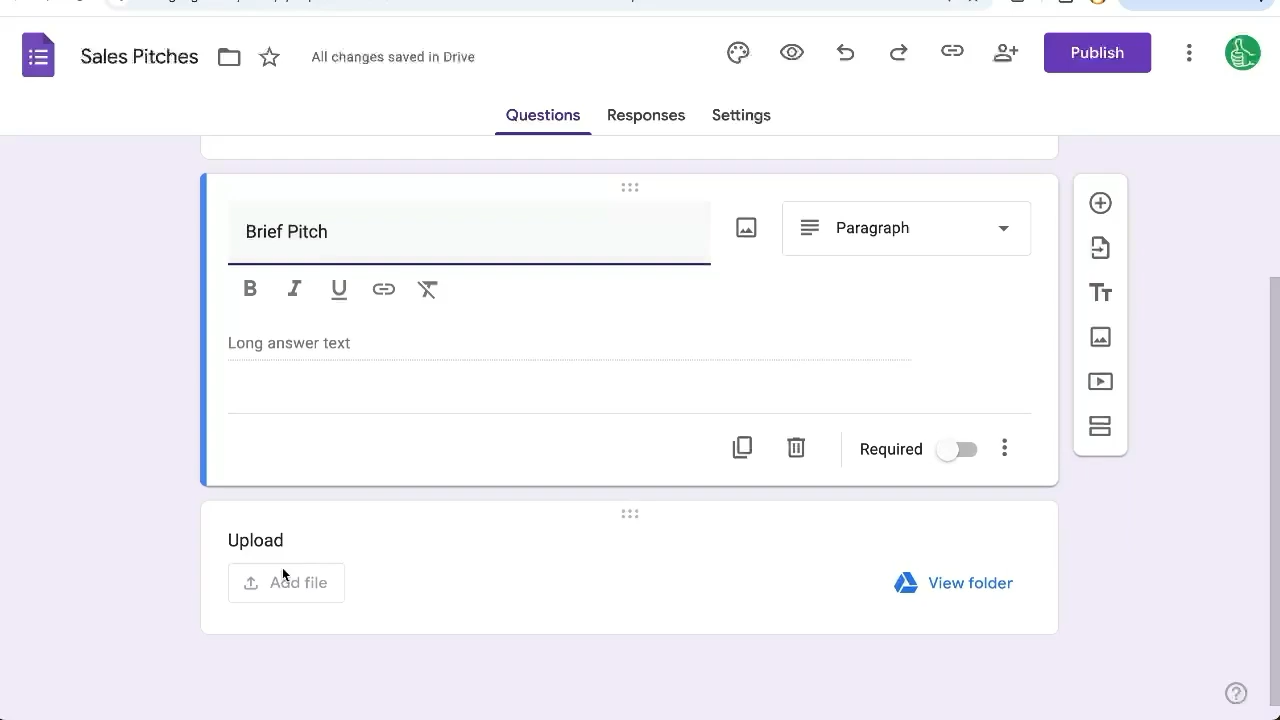 Sales Pitches
All changes saved in Drive
Publish
Questions
Responses
Settings
Brief Pitch
Paragraph
B I U
Long answer text
Required
Tт
Upload
Add file
View folder